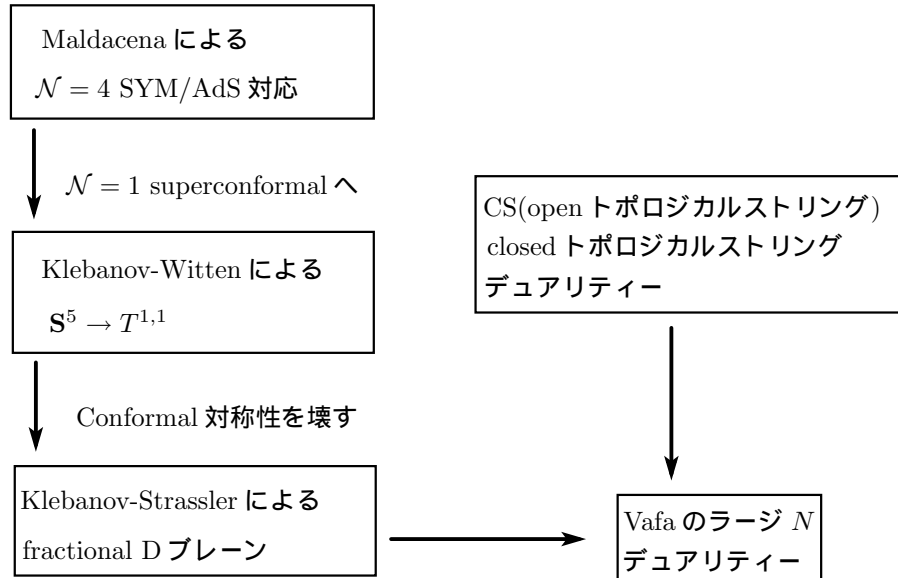 Maldacena による
𝒩 = 4 SYM/AdS 対応
𝒩 = 1 superconformal へ
Klebanov-Witten による
S⁵ → T¹,¹
Conformal 対称性を壊す
Klebanov-Strassler による
fractional D ブレーン
CS(open トポロジカルストリング)
closed トポロジカルストリング
デュアリティー
Vafa のラージ N
デュアリティー